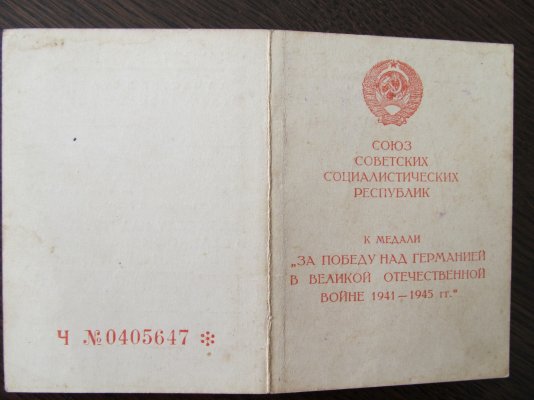 Ч №0405647 *
СОЮЗ
СОВЕТСКИХ
СОЦИАЛИСТИЧЕСКИХ
РЕСПУБЛИК
К МЕДАЛИ
„ЗА ПОБЕДУ НАД ГЕРМАНИЕЙ
В ВЕЛИКОЙ ОТЕЧЕСТВЕННОЙ
ВОЙНЕ 1941—1945 гг.“